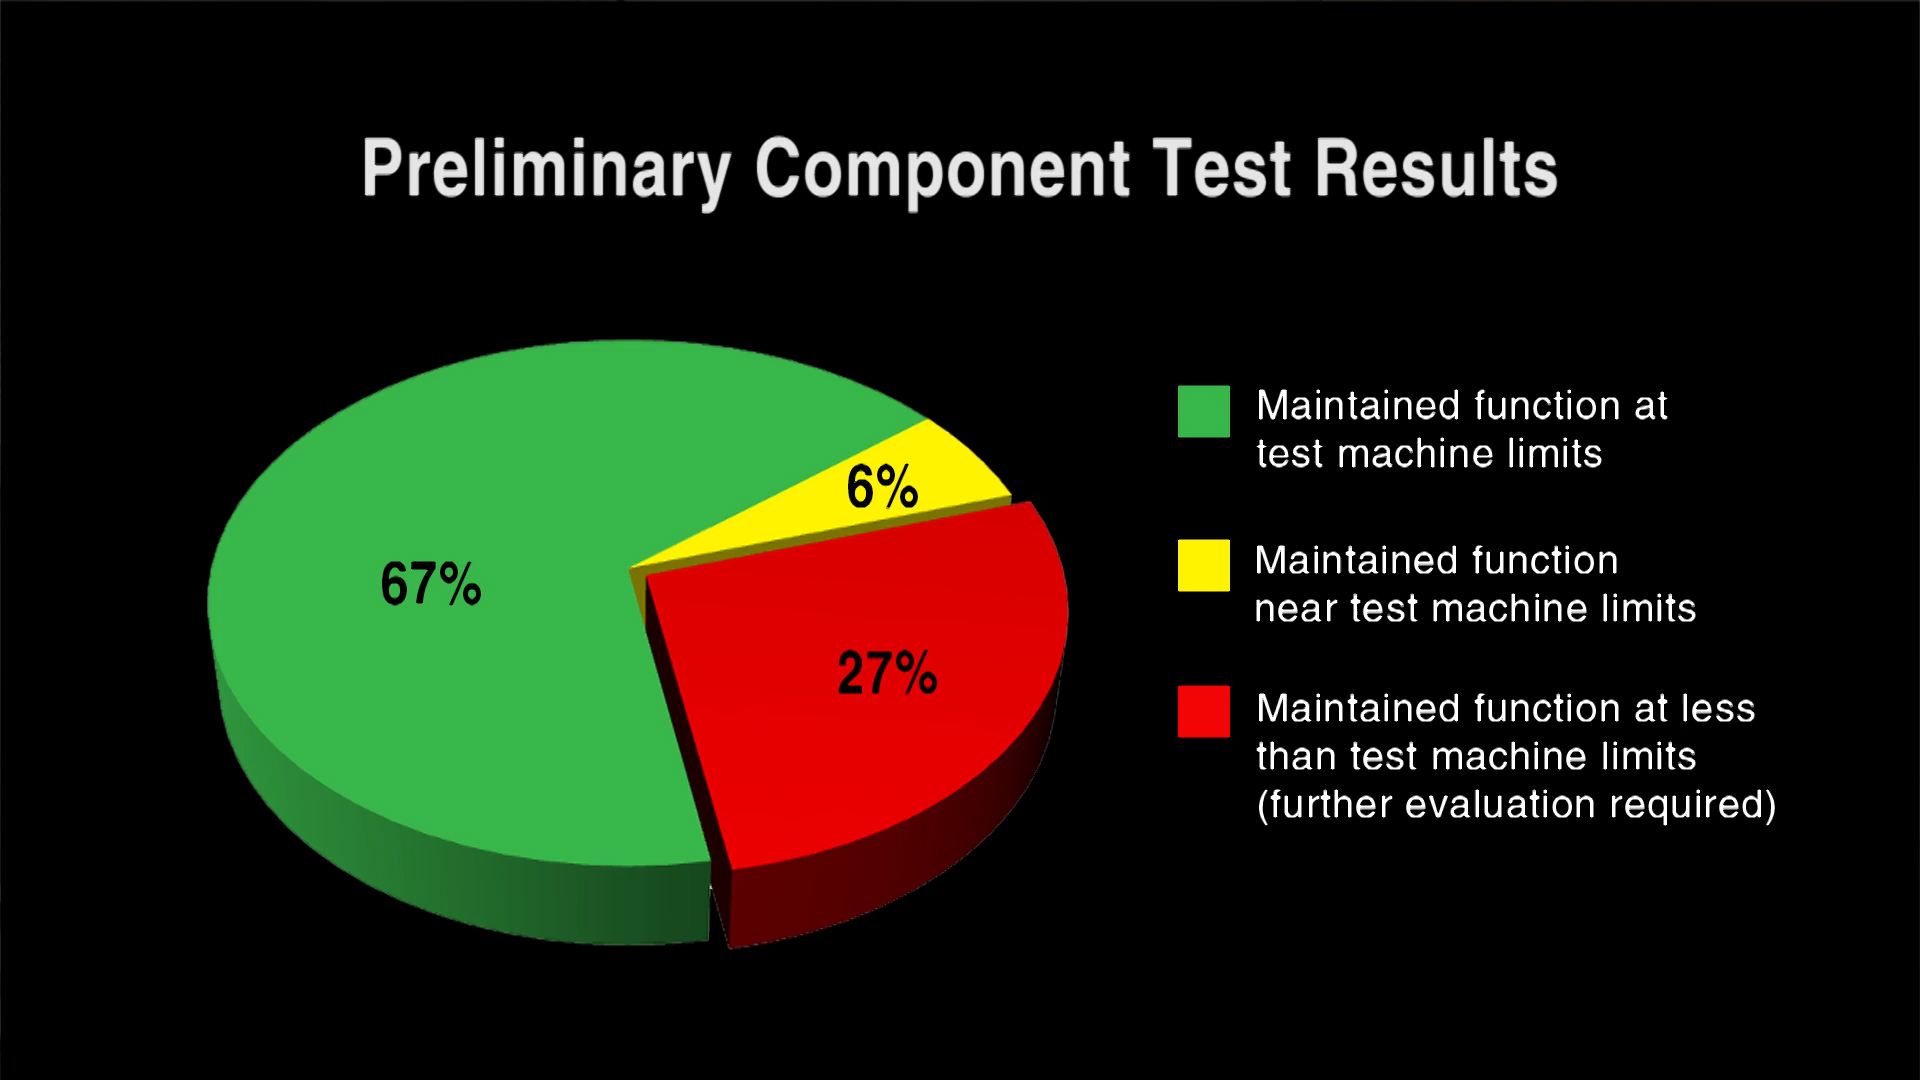 Preliminary Component Test Results
67%
6%
27%
Maintained function at
test machine limits
Maintained function
near test machine limits
Maintained function at less
than test machine limits
(further evaluation required)